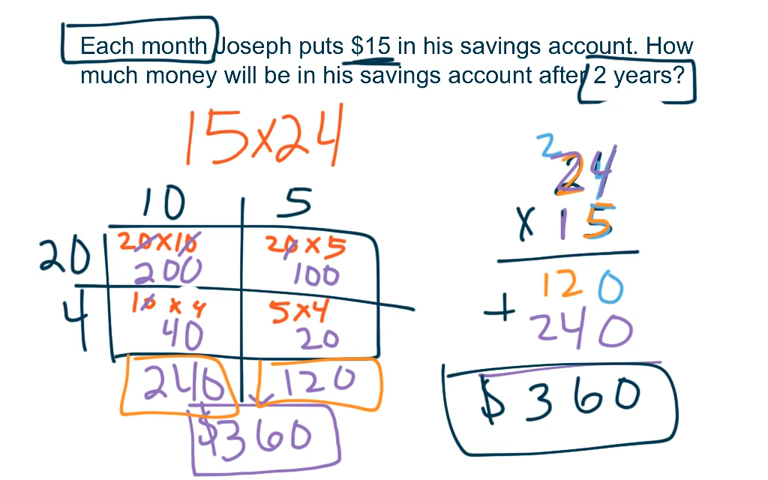 Each month Joseph puts $15 in his savings account. How
much money will be in his savings account after 2 years?
15x24
10 5
20 20x10 20x5
200 100
4 10x4 5x4
40 20
240 120
$360
2
24
x 15
120
+ 240
$360